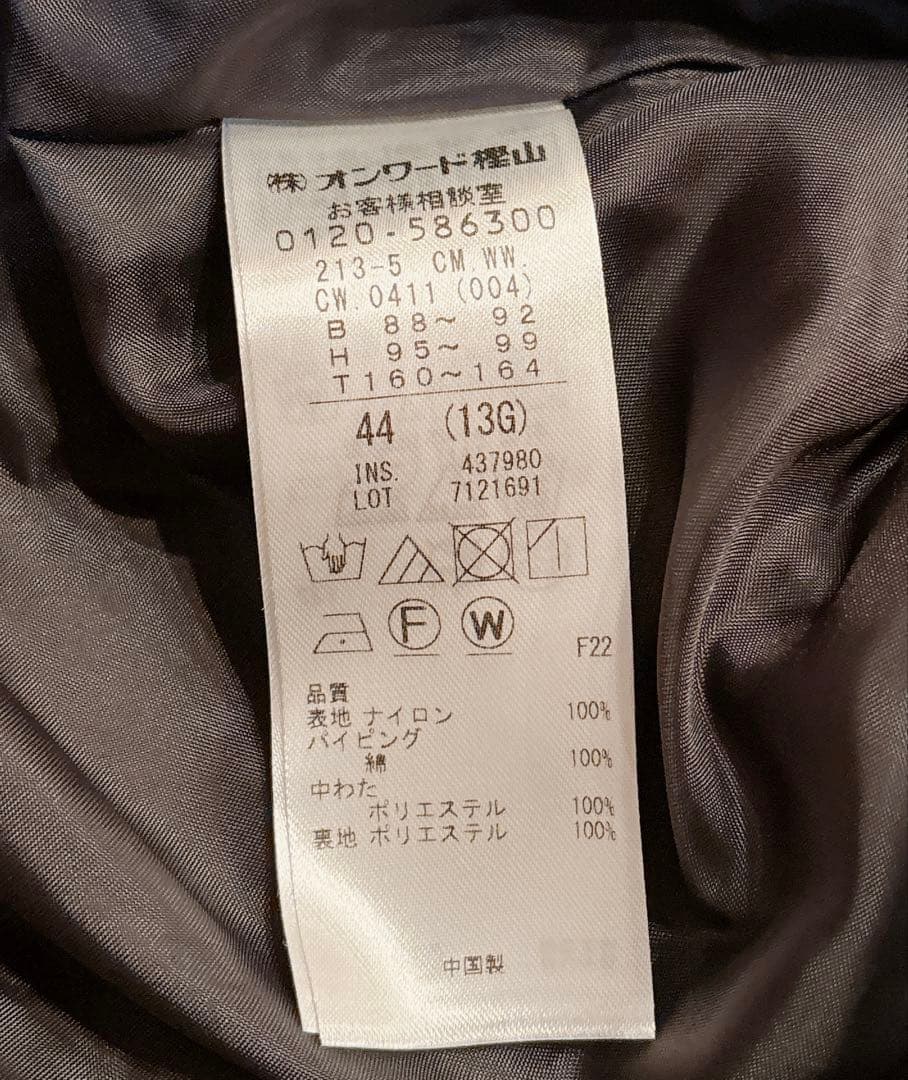 ㈱オンワード樫山
お客様相談室
0120-586300
213-5 CM.WW.
CW.0411 (004)
B 88～ 92
H 95～ 99
T160～164
44 (13G)
INS. 437980
LOT 7121691
F W
F22
品質
表地 ナイロン 100%
パイピング
綿 100%
中わた
ポリエステル 100%
裏地 ポリエステル 100%
中国製